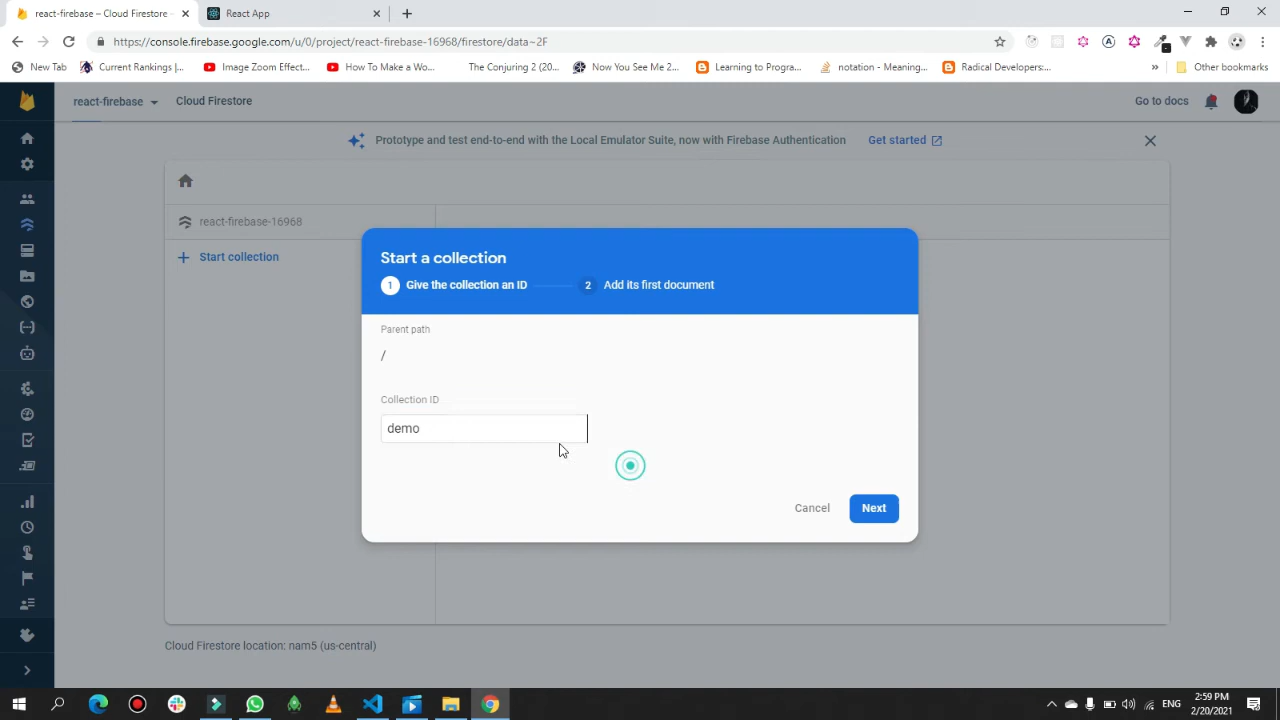 react-firebase – Cloud Firestore -
React App
https://console.firebase.google.com/u/0/project/react-firebase-16968/firestore/data~2F
New Tab
Current Rankings |...
Image Zoom Effect...
How To Make a Wo...
The Conjuring 2 (20...
Now You See Me 2...
Learning to Progra...
notation - Meaning...
Radical Developers:...
»
Other bookmarks
react-firebase
Cloud Firestore
Go to docs
Prototype and test end-to-end with the Local Emulator Suite, now with Firebase Authentication
Get started
react-firebase-16968
Start collection
Start a collection
1 Give the collection an ID
2 Add its first document
Parent path
/
Collection ID
demo
Cancel
Next
Cloud Firestore location: nam5 (us-central)
ENG
2:59 PM
2/20/2021